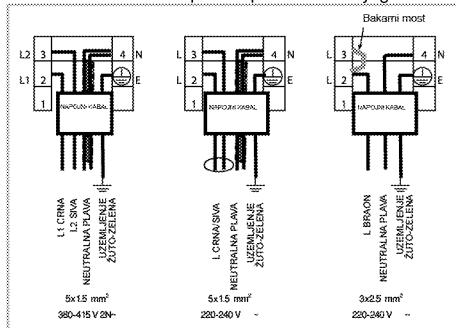 Bakarni most
L2 3 4 N
L1 2 E
1
NAPOJNI KABAL
L1 CRNA
L2 SIVA
NEUTRALNA PLAVA
UZEMLJENJE
ŽUTO-ZELENA
5x1.5 mm²
380-415 V 2N~
L 3 4 N
L 2 E
1
NAPOJNI KABAL
L CRNA/SIVA
NEUTRALNA PLAVA
UZEMLJENJE
ŽUTO-ZELENA
5x1.5 mm²
220-240 V ~
L 3 4 N
L 2 E
1
NAPOJNI KABAL
L BRAON
NEUTRALNA PLAVA
UZEMLJENJE
ŽUTO-ZELENA
3x2.5 mm²
220-240 V ~